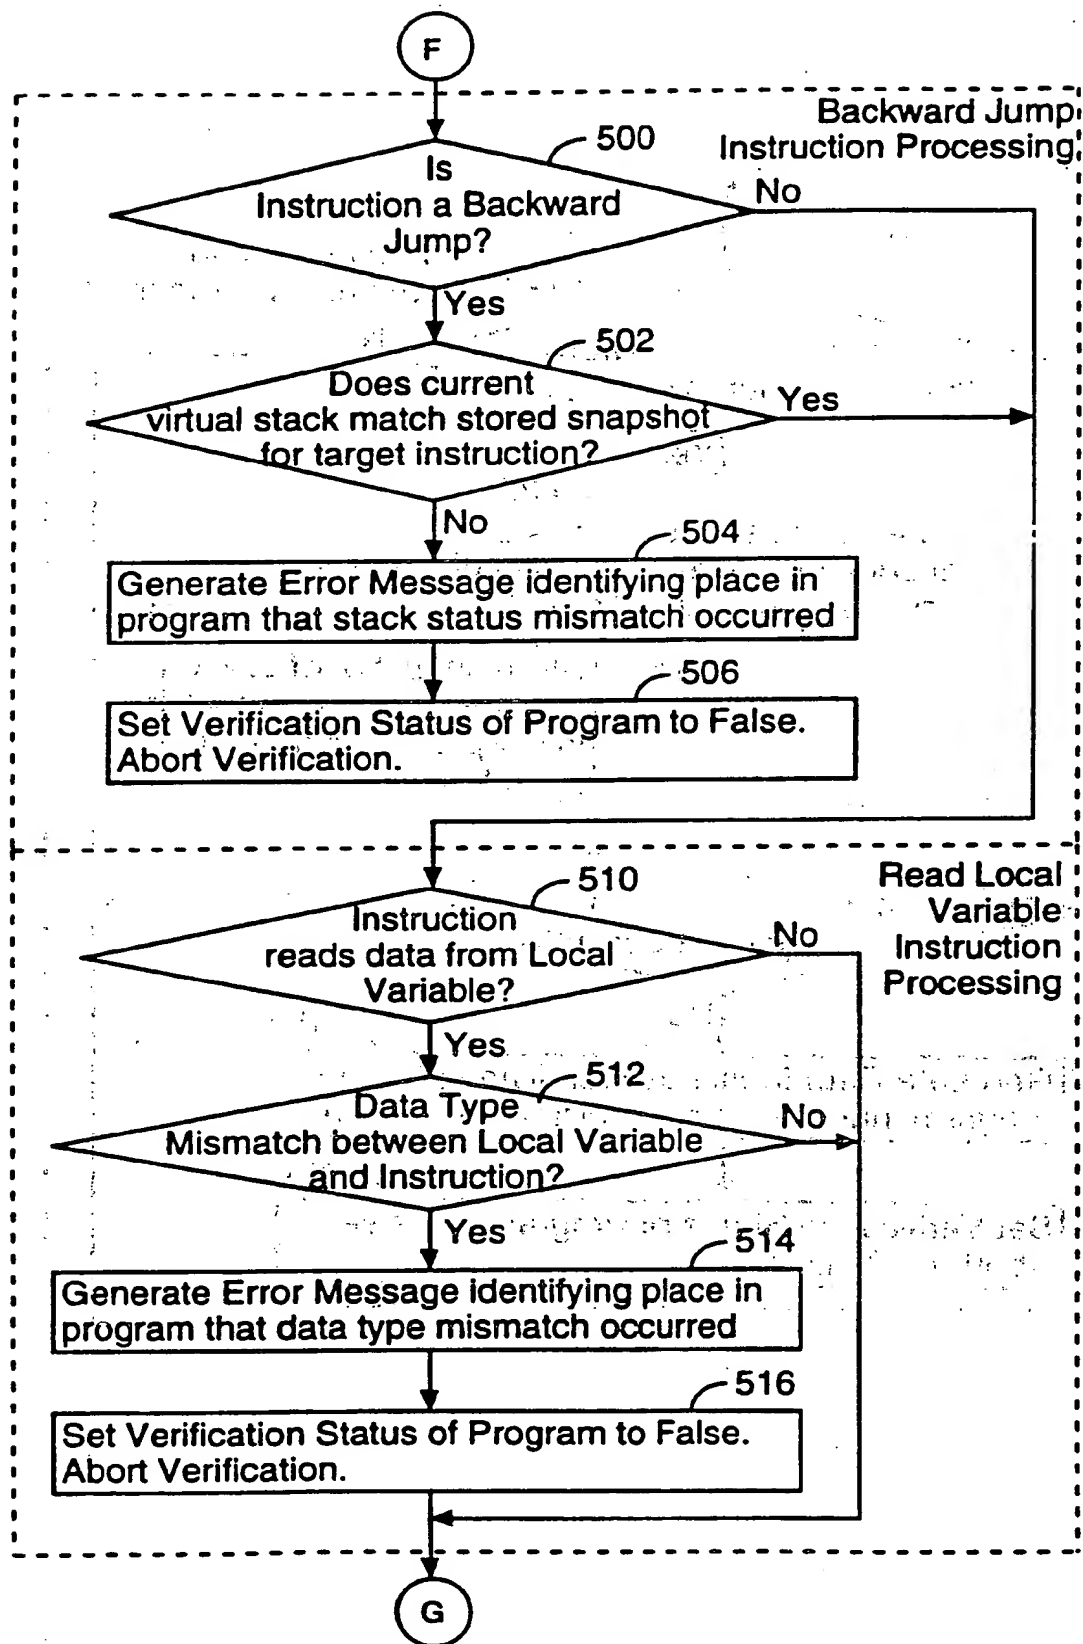 F
Backward Jump
Instruction Processing
500
Is
Instruction a Backward
Jump?
No
Yes
502
Does current
virtual stack match stored snapshot
for target instruction?
Yes
No
504
Generate Error Message identifying place in
program that stack status mismatch occurred
506
Set Verification Status of Program to False.
Abort Verification.
Read Local
Variable
Instruction
Processing
510
Instruction
reads data from Local
Variable?
No
Yes
512
Data Type
Mismatch between Local Variable
and Instruction?
No
Yes
514
Generate Error Message identifying place in
program that data type mismatch occurred
516
Set Verification Status of Program to False.
Abort Verification.
G